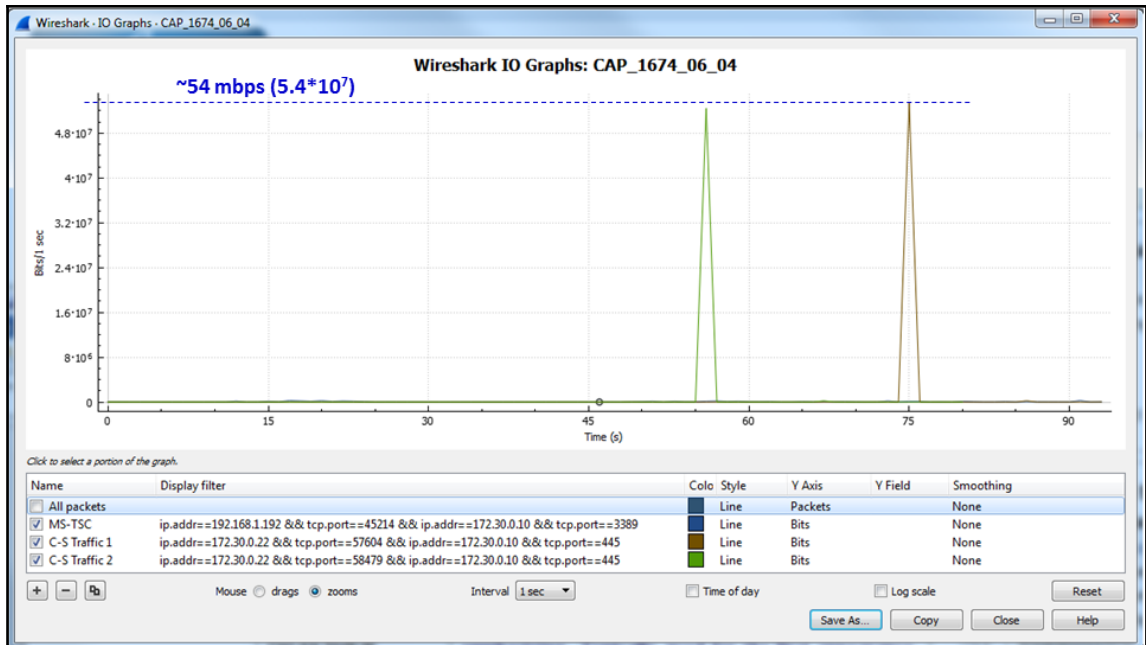 Wireshark · IO Graphs · CAP_1674_06_04
Wireshark IO Graphs: CAP_1674_06_04
~54 mbps (5.4*10⁷)
4.8·10⁷
4·10⁷
3.2·10⁷
2.4·10⁷
1.6·10⁷
8·10⁶
0
Bits/1 sec
0 15 30 45 60 75 90
Time (s)
Click to select a portion of the graph.
Name Display filter Colo Style Y Axis Y Field Smoothing
All packets Line Packets None
MS-TSC ip.addr==192.168.1.192 && tcp.port==45214 && ip.addr==172.30.0.10 && tcp.port==3389 Line Bits None
C-S Traffic 1 ip.addr==172.30.0.22 && tcp.port==57604 && ip.addr==172.30.0.10 && tcp.port==445 Line Bits None
C-S Traffic 2 ip.addr==172.30.0.22 && tcp.port==58479 && ip.addr==172.30.0.10 && tcp.port==445 Line Bits None
Mouse drags zooms Interval 1 sec Time of day Log scale Reset
Save As... Copy Close Help